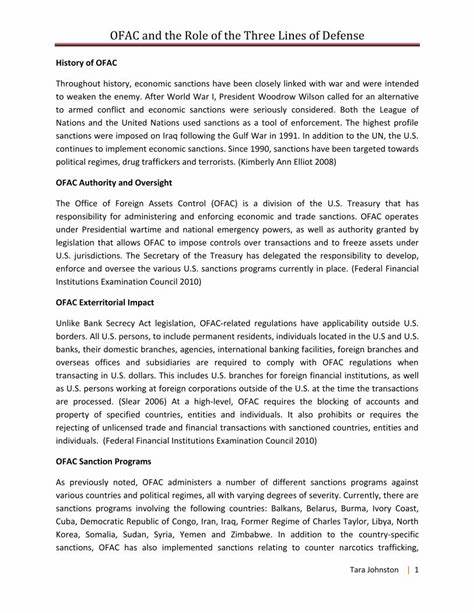 OFAC and the Role of the Three Lines of Defense
History of OFAC
Throughout history, economic sanctions have been closely linked with war and were intended
to weaken the enemy. After World War I, President Woodrow Wilson called for an alternative
to armed conflict and economic sanctions were seriously considered. Both the League of
Nations and the United Nations used sanctions as a tool of enforcement. The highest profile
sanctions were imposed on Iraq following the Gulf War in 1991. In addition to the UN, the U.S.
continues to implement economic sanctions. Since 1990, sanctions have been targeted towards
political regimes, drug traffickers and terrorists. (Kimberly Ann Elliot 2008)
OFAC Authority and Oversight
The Office of Foreign Assets Control (OFAC) is a division of the U.S. Treasury that has
responsibility for administering and enforcing economic and trade sanctions. OFAC operates
under Presidential wartime and national emergency powers, as well as authority granted by
legislation that allows OFAC to impose controls over transactions and to freeze assets under
U.S. jurisdictions. The Secretary of the Treasury has delegated the responsibility to develop,
enforce and oversee the various U.S. sanctions programs currently in place. (Federal Financial
Institutions Examination Council 2010)
OFAC Exterritorial Impact
Unlike Bank Secrecy Act legislation, OFAC-related regulations have applicability outside U.S.
borders. All U.S. persons, to include permanent residents, individuals located in the U.S and U.S.
banks, their domestic branches, agencies, international banking facilities, foreign branches and
overseas offices and subsidiaries are required to comply with OFAC regulations when
transacting in U.S. dollars. This includes U.S. branches for foreign financial institutions, as well
as U.S. persons working at foreign corporations outside of the U.S. at the time the transactions
are processed. (Slear 2006) At a high-level, OFAC requires the blocking of accounts and
property of specified countries, entities and individuals. It also prohibits or requires the
rejecting of unlicensed trade and financial transactions with sanctioned countries, entities and
individuals. (Federal Financial Institutions Examination Council 2010)
OFAC Sanction Programs
As previously noted, OFAC administers a number of different sanctions programs against
various countries and political regimes, all with varying degrees of severity. Currently, there are
sanctions programs involving the following countries: Balkans, Belarus, Burma, Ivory Coast,
Cuba, Democratic Republic of Congo, Iran, Iraq, Former Regime of Charles Taylor, Libya, North
Korea, Somalia, Sudan, Syria, Yemen and Zimbabwe. In addition to the country-specific
sanctions, OFAC has also implemented sanctions relating to counter narcotics trafficking,
Tara Johnston | 1